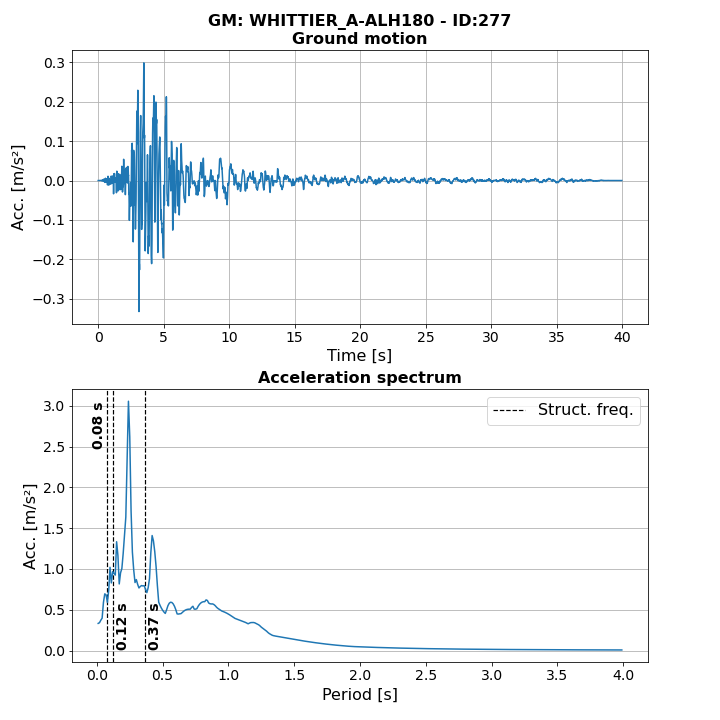 GM: WHITTIER_A-ALH180 - ID:277
Ground motion
0.3
0.2
0.1
0.0
−0.1
−0.2
−0.3
Acc. [m/s²]
0 5 10 15 20 25 30 35 40
Time [s]
Acceleration spectrum
3.0
2.5
2.0
1.5
1.0
0.5
0.0
Acc. [m/s²]
0.08 s
0.12 s
0.37 s
Struct. freq.
0.0 0.5 1.0 1.5 2.0 2.5 3.0 3.5 4.0
Period [s]